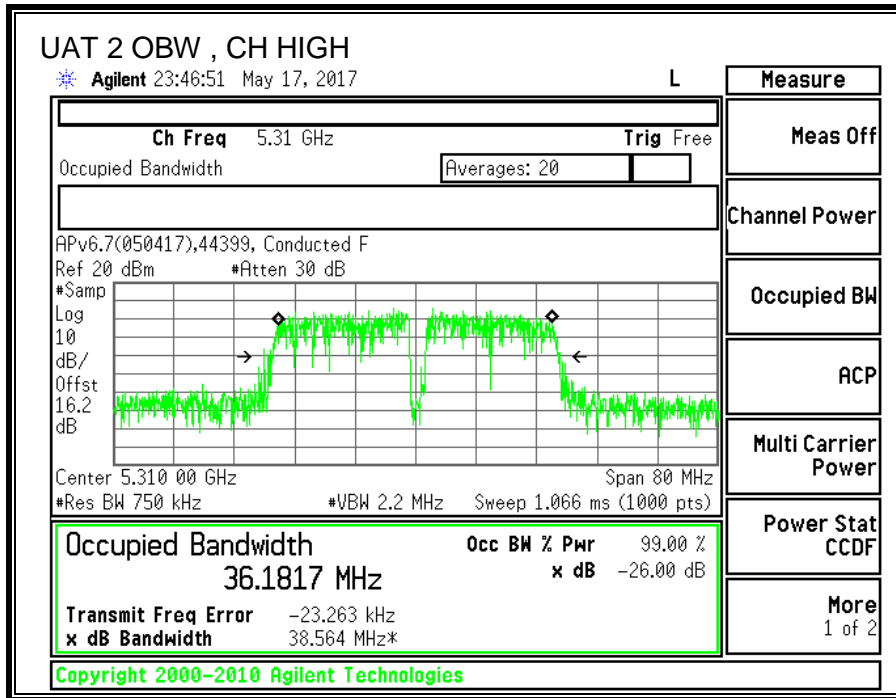 UAT 2 OBW , CH HIGH
Agilent 23:46:51 May 17, 2017 L
Measure
Ch Freq 5.31 GHz Trig Free
Meas Off
Occupied Bandwidth Averages: 20
Channel Power
APv6.7(050417),44399, Conducted F
Ref 20 dBm #Atten 30 dB
#Samp
Log
10
dB/
Offst
16.2
dB
Occupied BW
ACP
Multi Carrier
Power
Center 5.310 00 GHz Span 80 MHz
#Res BW 750 kHz #VBW 2.2 MHz Sweep 1.066 ms (1000 pts)
Power Stat
CCDF
Occupied Bandwidth Occ BW % Pwr 99.00 %
36.1817 MHz x dB -26.00 dB
Transmit Freq Error -23.263 kHz
x dB Bandwidth 38.564 MHz*
More
1 of 2
Copyright 2000-2010 Agilent Technologies